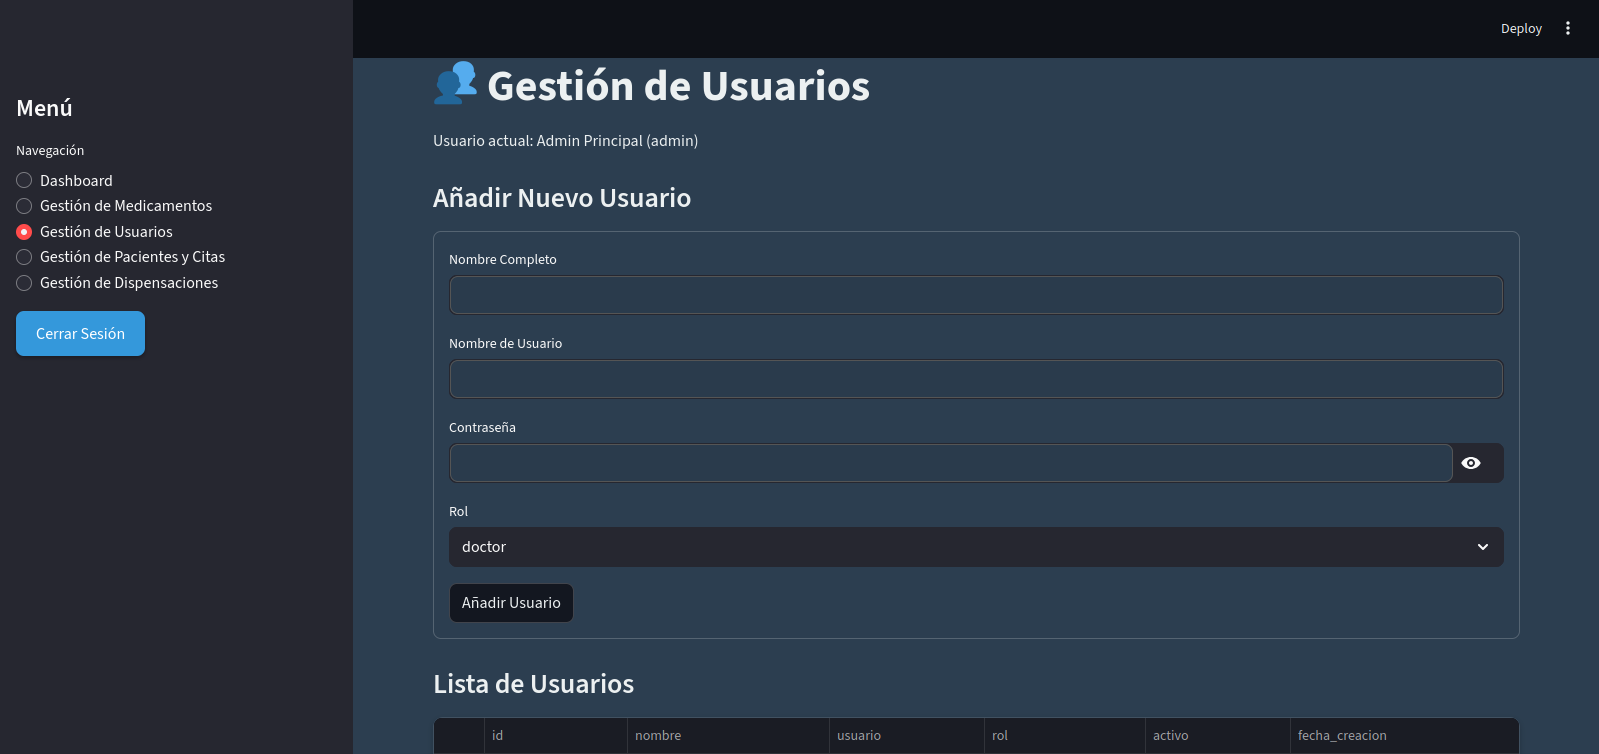 Deploy
Menú
Navegación
Dashboard
Gestión de Medicamentos
Gestión de Usuarios
Gestión de Pacientes y Citas
Gestión de Dispensaciones
Cerrar Sesión
Gestión de Usuarios
Usuario actual: Admin Principal (admin)
Añadir Nuevo Usuario
Nombre Completo
Nombre de Usuario
Contraseña
Rol
doctor
Añadir Usuario
Lista de Usuarios
id nombre usuario rol activo fecha_creacion